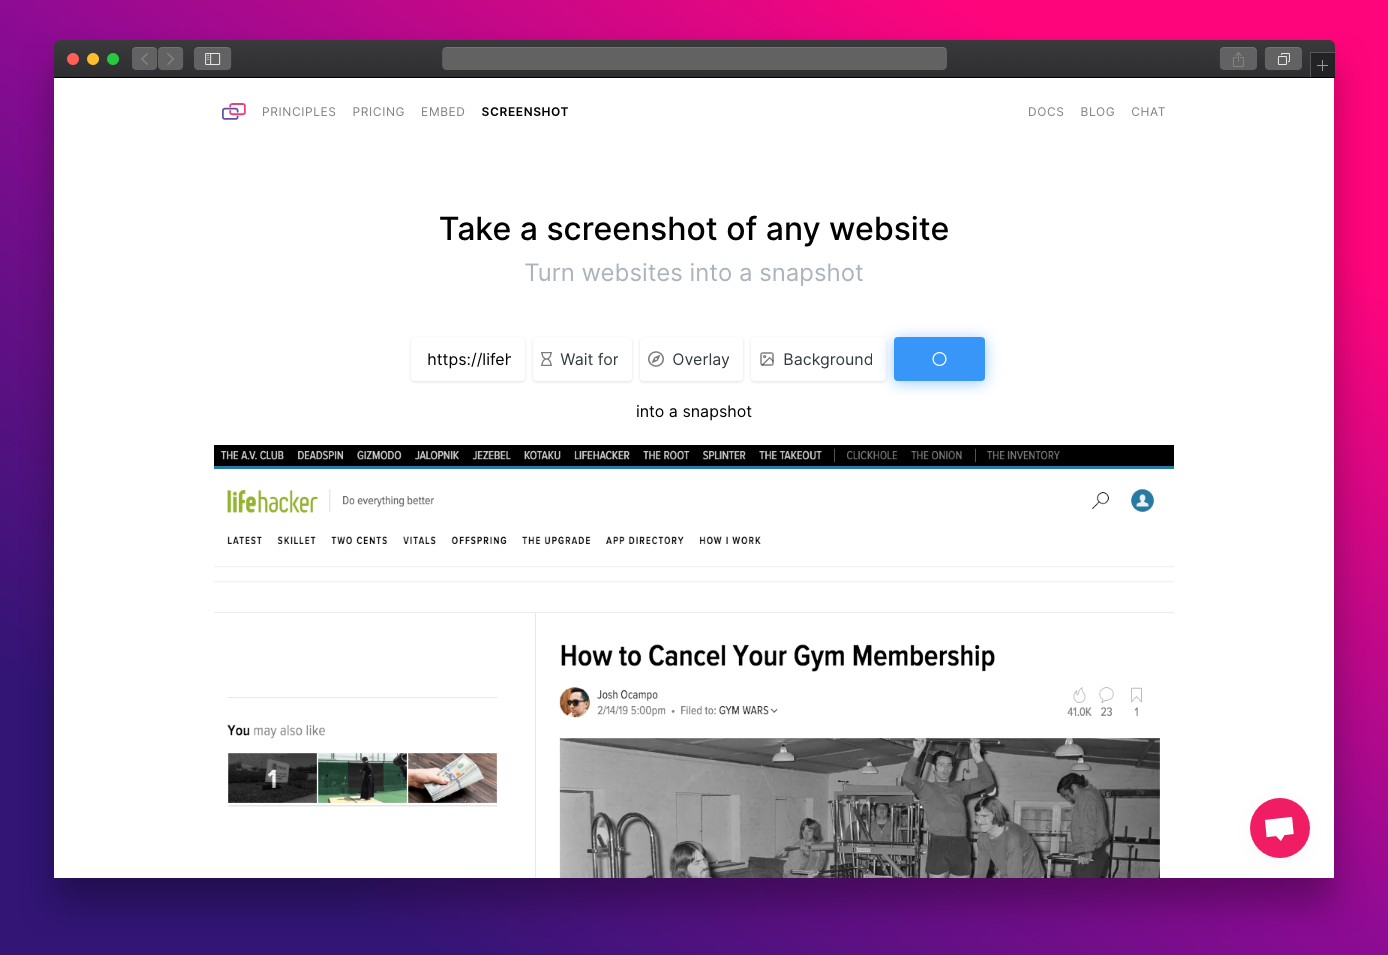 PRINCIPLES PRICING EMBED SCREENSHOT DOCS BLOG CHAT
Take a screenshot of any website
Turn websites into a snapshot
https://lifeh Wait for Overlay Background
into a snapshot
THE A.V. CLUB DEADSPIN GIZMODO JALOPNIK JEZEBEL KOTAKU LIFEHACKER THE ROOT SPLINTER THE TAKEOUT CLICKHOLE THE ONION THE INVENTORY
lifehacker Do everything better
LATEST SKILLET TWO CENTS VITALS OFFSPRING THE UPGRADE APP DIRECTORY HOW I WORK
How to Cancel Your Gym Membership
Josh Ocampo
2/14/19 5:00pm • Filed to: GYM WARS
41.0K 23 1
You may also like
1